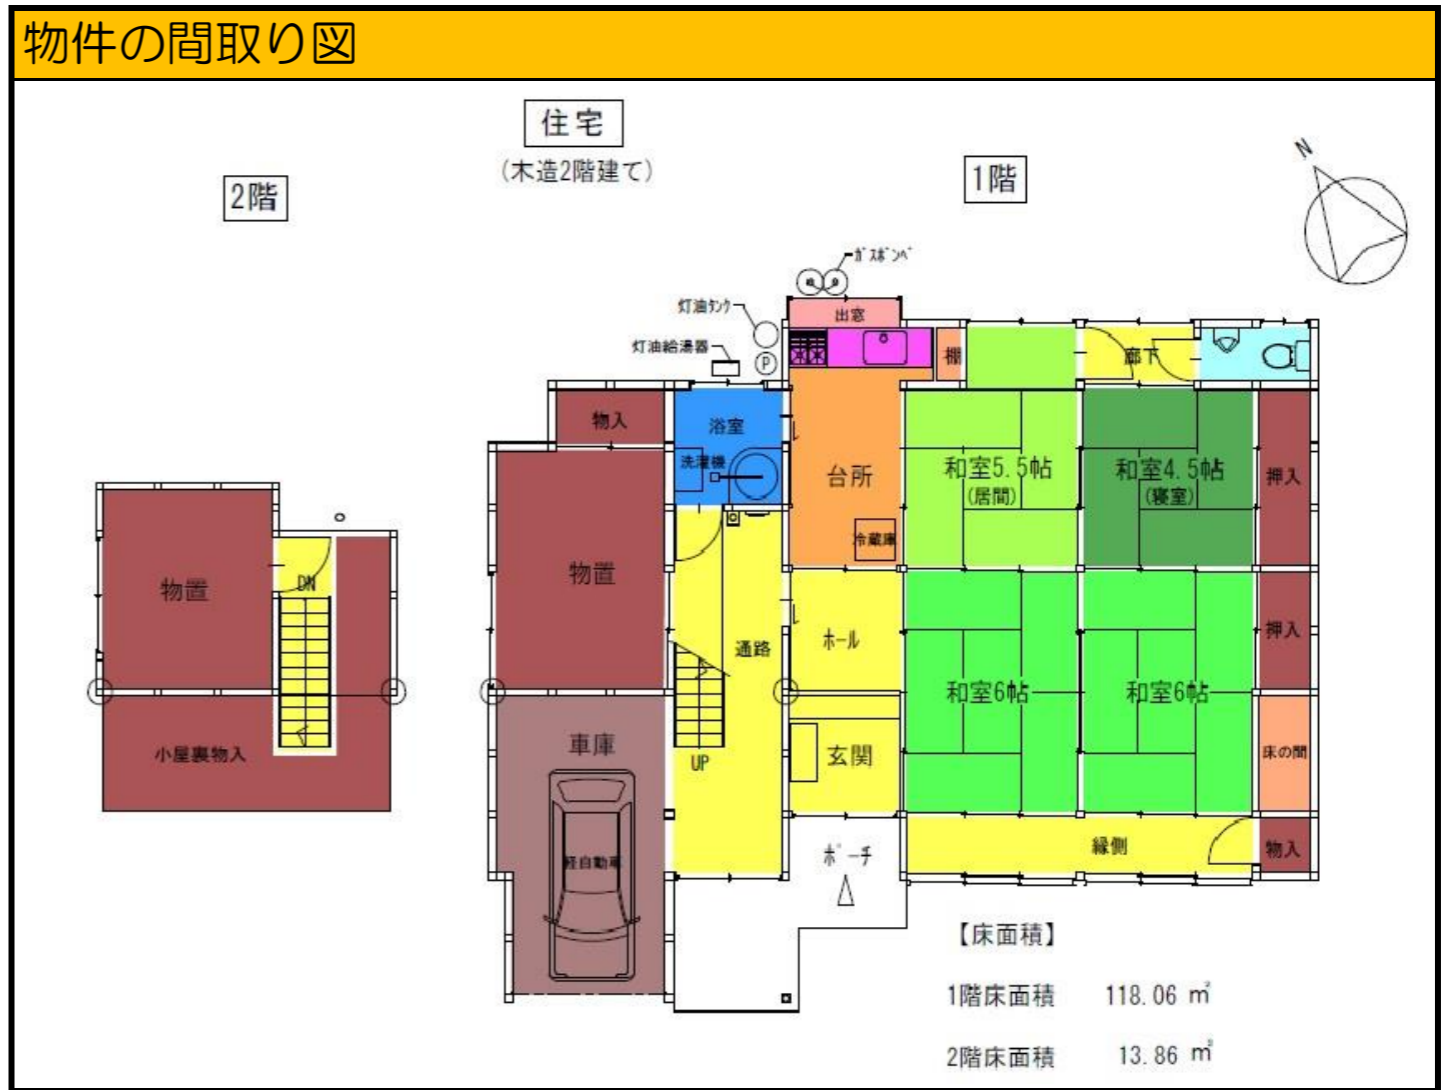 物件の間取り図
住宅
(木造2階建て)
2階
1階
N
ガスボンベ
灯油タンク
出窓
灯油給湯器
P
棚
廊下
物入
浴室
洗濯機
台所
和室5.5帖
(居間)
和室4.5帖
(寝室)
押入
冷蔵庫
物置
DN
物置
通路
ホール
押入
和室6帖
和室6帖
小屋裏物入
車庫
UP
玄関
床の間
軽自動車
ポーチ
縁側
物入
【床面積】
1階床面積 118.06 ㎡
2階床面積 13.86 ㎡